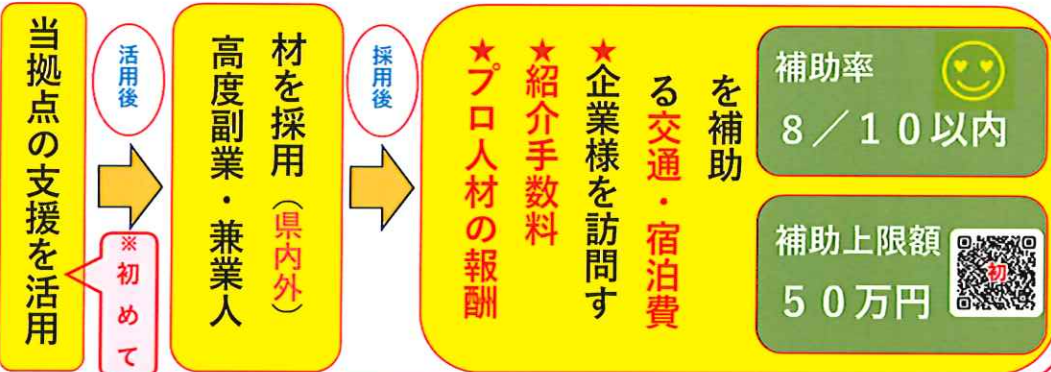 当拠点の支援を活用
※初めて
活用後
高度副業・兼業人
材を採用（県内外）
採用後
★プロ人材の報酬
★紹介手数料
★企業様を訪問す
る交通・宿泊費
を補助
補助率
８／１０以内
補助上限額
５０万円
初